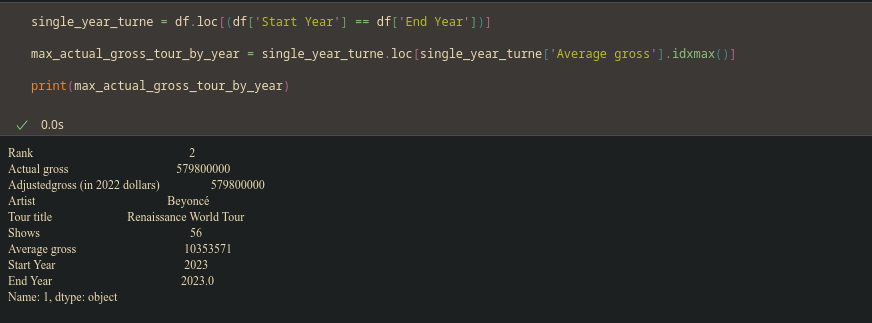 single_year_turne = df.loc[(df['Start Year'] == df['End Year'])]
max_actual_gross_tour_by_year = single_year_turne.loc[single_year_turne['Average gross'].idxmax()]
print(max_actual_gross_tour_by_year)
✓ 0.0s
Rank 2
Actual gross 579800000
Adjustedgross (in 2022 dollars) 579800000
Artist Beyoncé
Tour title Renaissance World Tour
Shows 56
Average gross 10353571
Start Year 2023
End Year 2023.0
Name: 1, dtype: object